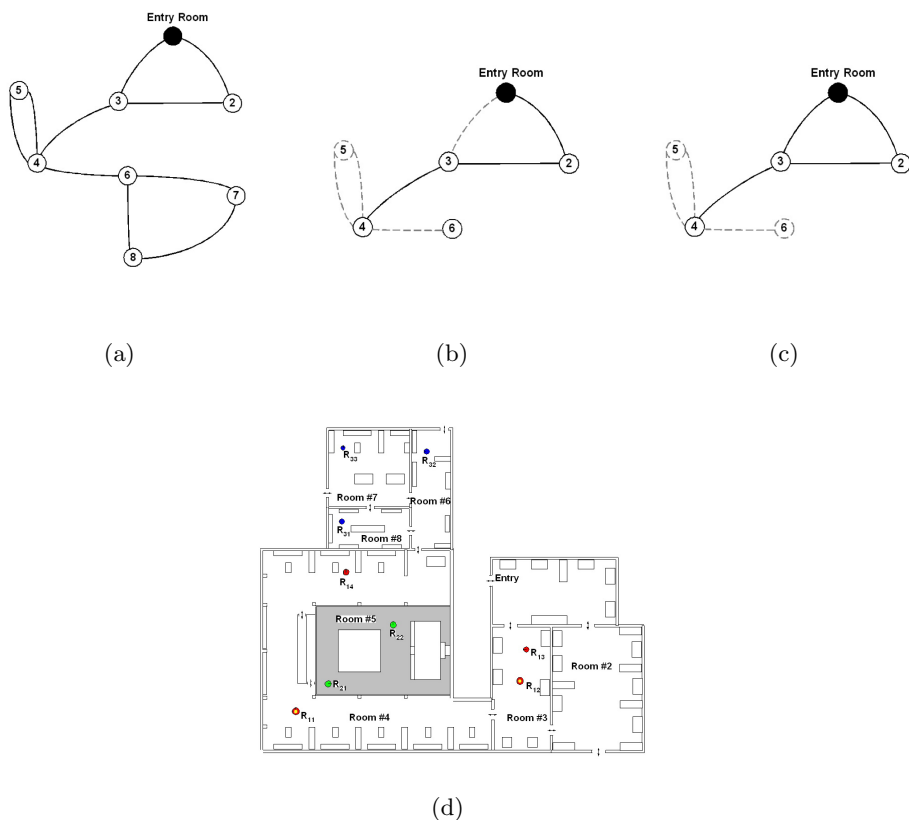 Entry Room
5
3
2
4
6
7
8
(a)
Entry Room
5
3
2
4
6
(b)
Entry Room
5
3
2
4
6
(c)
R33
R32
Room #7
Room #6
R31
Room #8
R14
Entry
Room #5
R22
R13
Room #2
R21
R12
R11
Room #4
Room #3
(d)